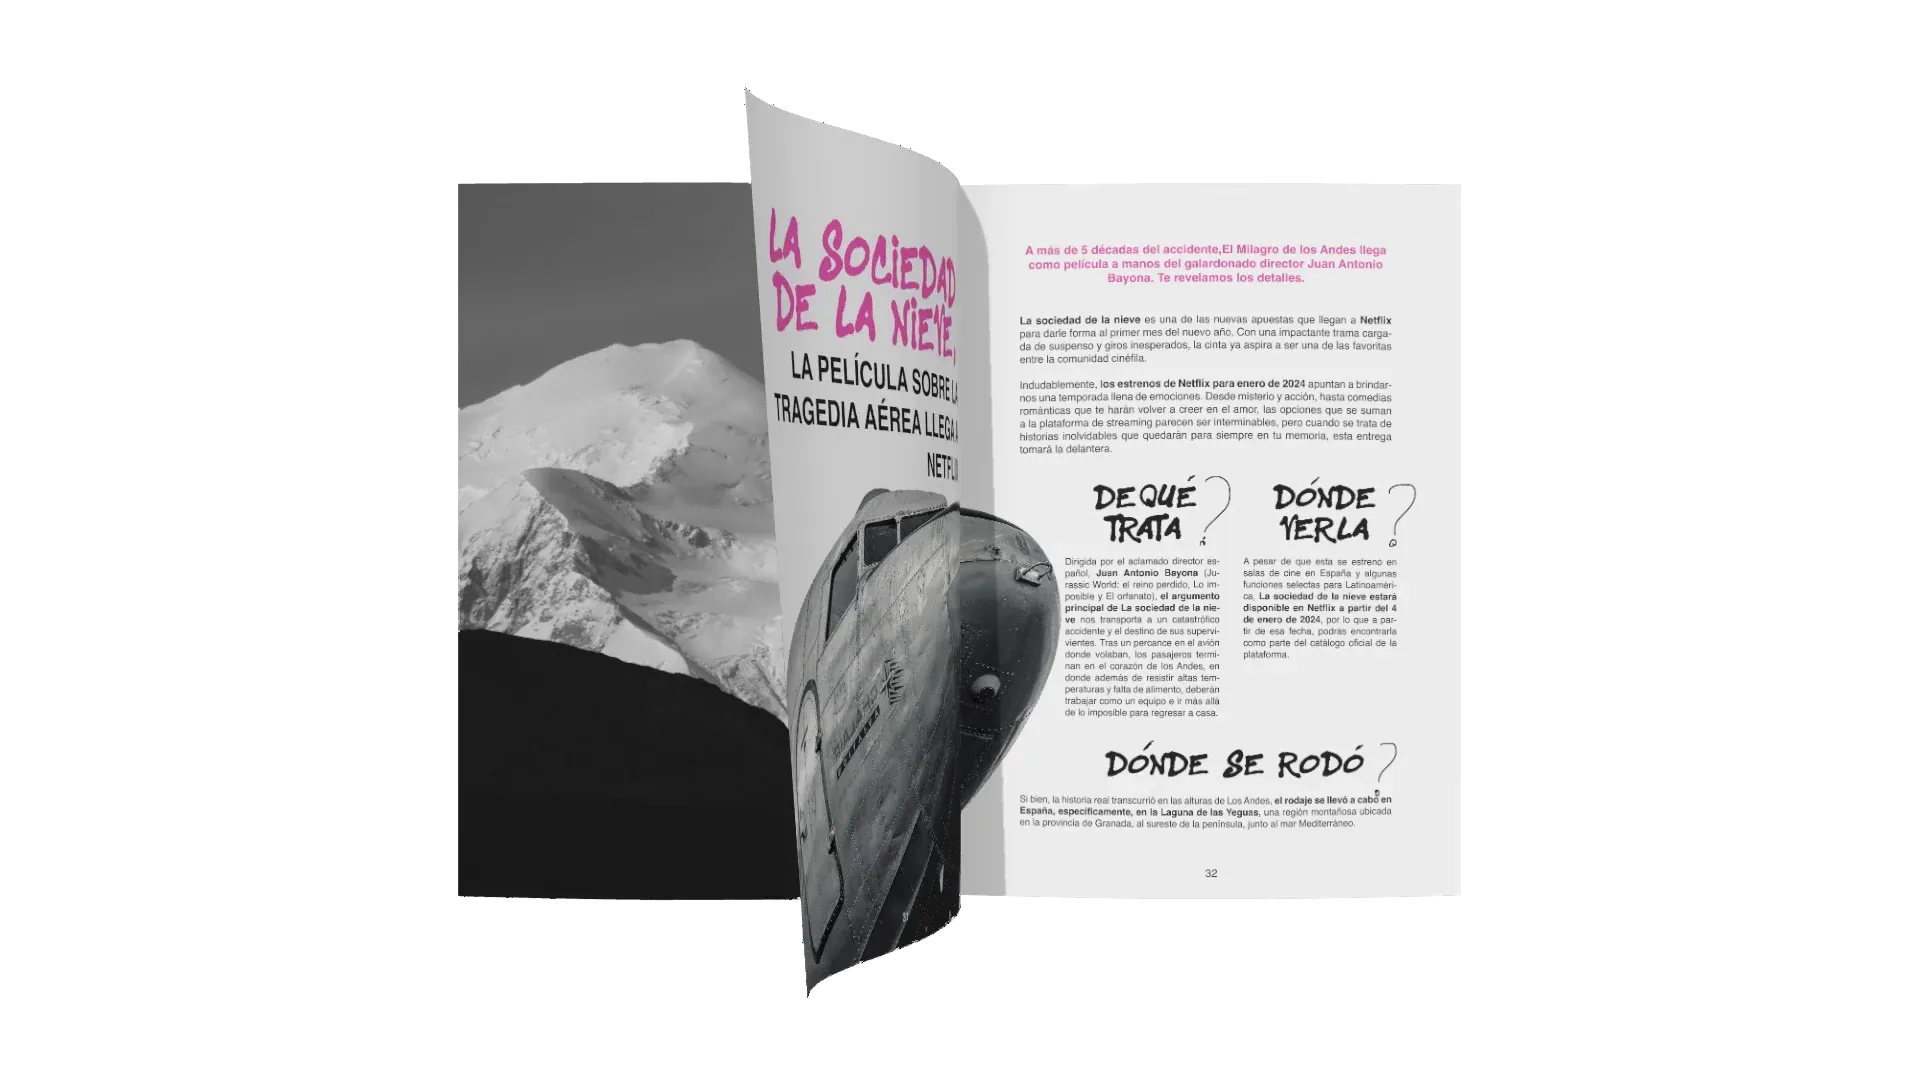 LA SOCIEDAD
DE LA NIEVE,
LA PELÍCULA SOBRE LA
TRAGEDIA AÉREA LLEGA A
NETFLIX
A más de 5 décadas del accidente,El Milagro de los Andes llega
como película a manos del galardonado director Juan Antonio
Bayona. Te revelamos los detalles.
La sociedad de la nieve es una de las nuevas apuestas que llegan a Netflix
para darle forma al primer mes del nuevo año. Con una impactante trama carga-
da de suspenso y giros inesperados, la cinta ya aspira a ser una de las favoritas
entre la comunidad cinéfila.
Indudablemente, los estrenos de Netflix para enero de 2024 apuntan a brindar-
nos una temporada llena de emociones. Desde misterio y acción, hasta comedias
románticas que te harán volver a creer en el amor, las opciones que se suman
a la plataforma de streaming parecen ser interminables, pero cuando se trata de
historias inolvidables que quedarán para siempre en tu memoria, esta entrega
tomará la delantera.
DE QUÉ
TRATA?
Dirigida por el aclamado director es-
pañol, Juan Antonio Bayona (Ju-
rassic World: el reino perdido, Lo im-
posible y El orfanato), el argumento
principal de La sociedad de la nie-
ve nos transporta a un catastrófico
accidente y el destino de sus supervi-
vientes. Tras un percance en el avión
donde volaban, los pasajeros termi-
nan en el corazón de los Andes, en
donde además de resistir altas tem-
peraturas y falta de alimento, deberán
trabajar como un equipo e ir más allá
de lo imposible para regresar a casa.
DÓNDE
VERLA?
A pesar de que esta se estrenó en
salas de cine en España y algunas
funciones selectas para Latinoaméri-
ca, La sociedad de la nieve estará
disponible en Netflix a partir del 4
de enero de 2024, por lo que a par-
tir de esa fecha, podrás encontrarla
como parte del catálogo oficial de la
plataforma.
DÓNDE SE RODÓ?
Si bien, la historia real transcurrió en las alturas de Los Andes, el rodaje se llevó a cabo en
España, específicamente, en la Laguna de las Yeguas, una región montañosa ubicada
en la provincia de Granada, al sureste de la península, junto al mar Mediterráneo.
32